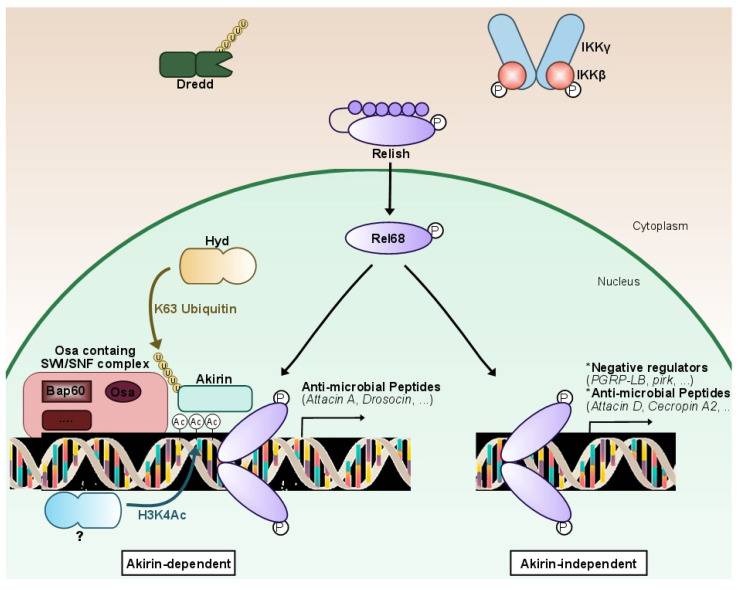 U U U U U
Dredd
IKKγ
IKKβ
P
P
P
Relish
P
Rel68
Cytoplasm
Nucleus
Hyd
K63 Ubiquitin
Osa containg
SWI/SNF complex
U U U U U
Bap60
Osa
....
Akirin
Ac Ac Ac
P
Anti-microbial Peptides
(Attacin A, Drosocin, ...)
P
*Negative regulators
(PGRP-LB, pirk, ...)
*Anti-microbial Peptides
(Attacin D, Cecropin A2, ..
H3K4Ac
?
P
P
Akirin-dependent
Akirin-independent